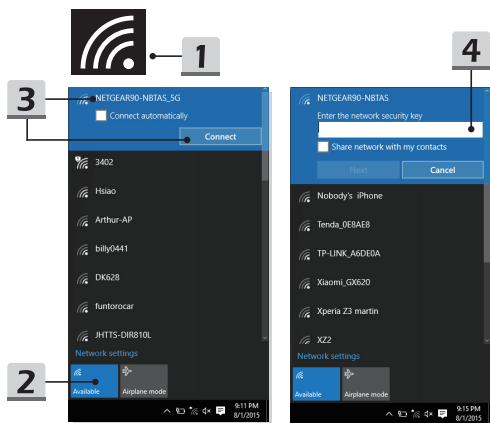 1
3
NETGEAR90-NBTAS_5G
Connect automatically
Connect
3402
Hsiao
Arthur-AP
billy0441
DK628
funtorocar
JHTTS-DIR810L
Network settings
2
Available
Airplane mode
9:11 PM
8/1/2015
4
NETGEAR90-NBTAS
Enter the network security key
Share network with my contacts
Next
Cancel
Nobody's iPhone
Tenda_0E8AE8
TP-LINK_A6DE0A
Xiaomi_GX620
Xperia Z3 martin
XZ2
Network settings
Available
Airplane mode
9:15 PM
8/1/2015